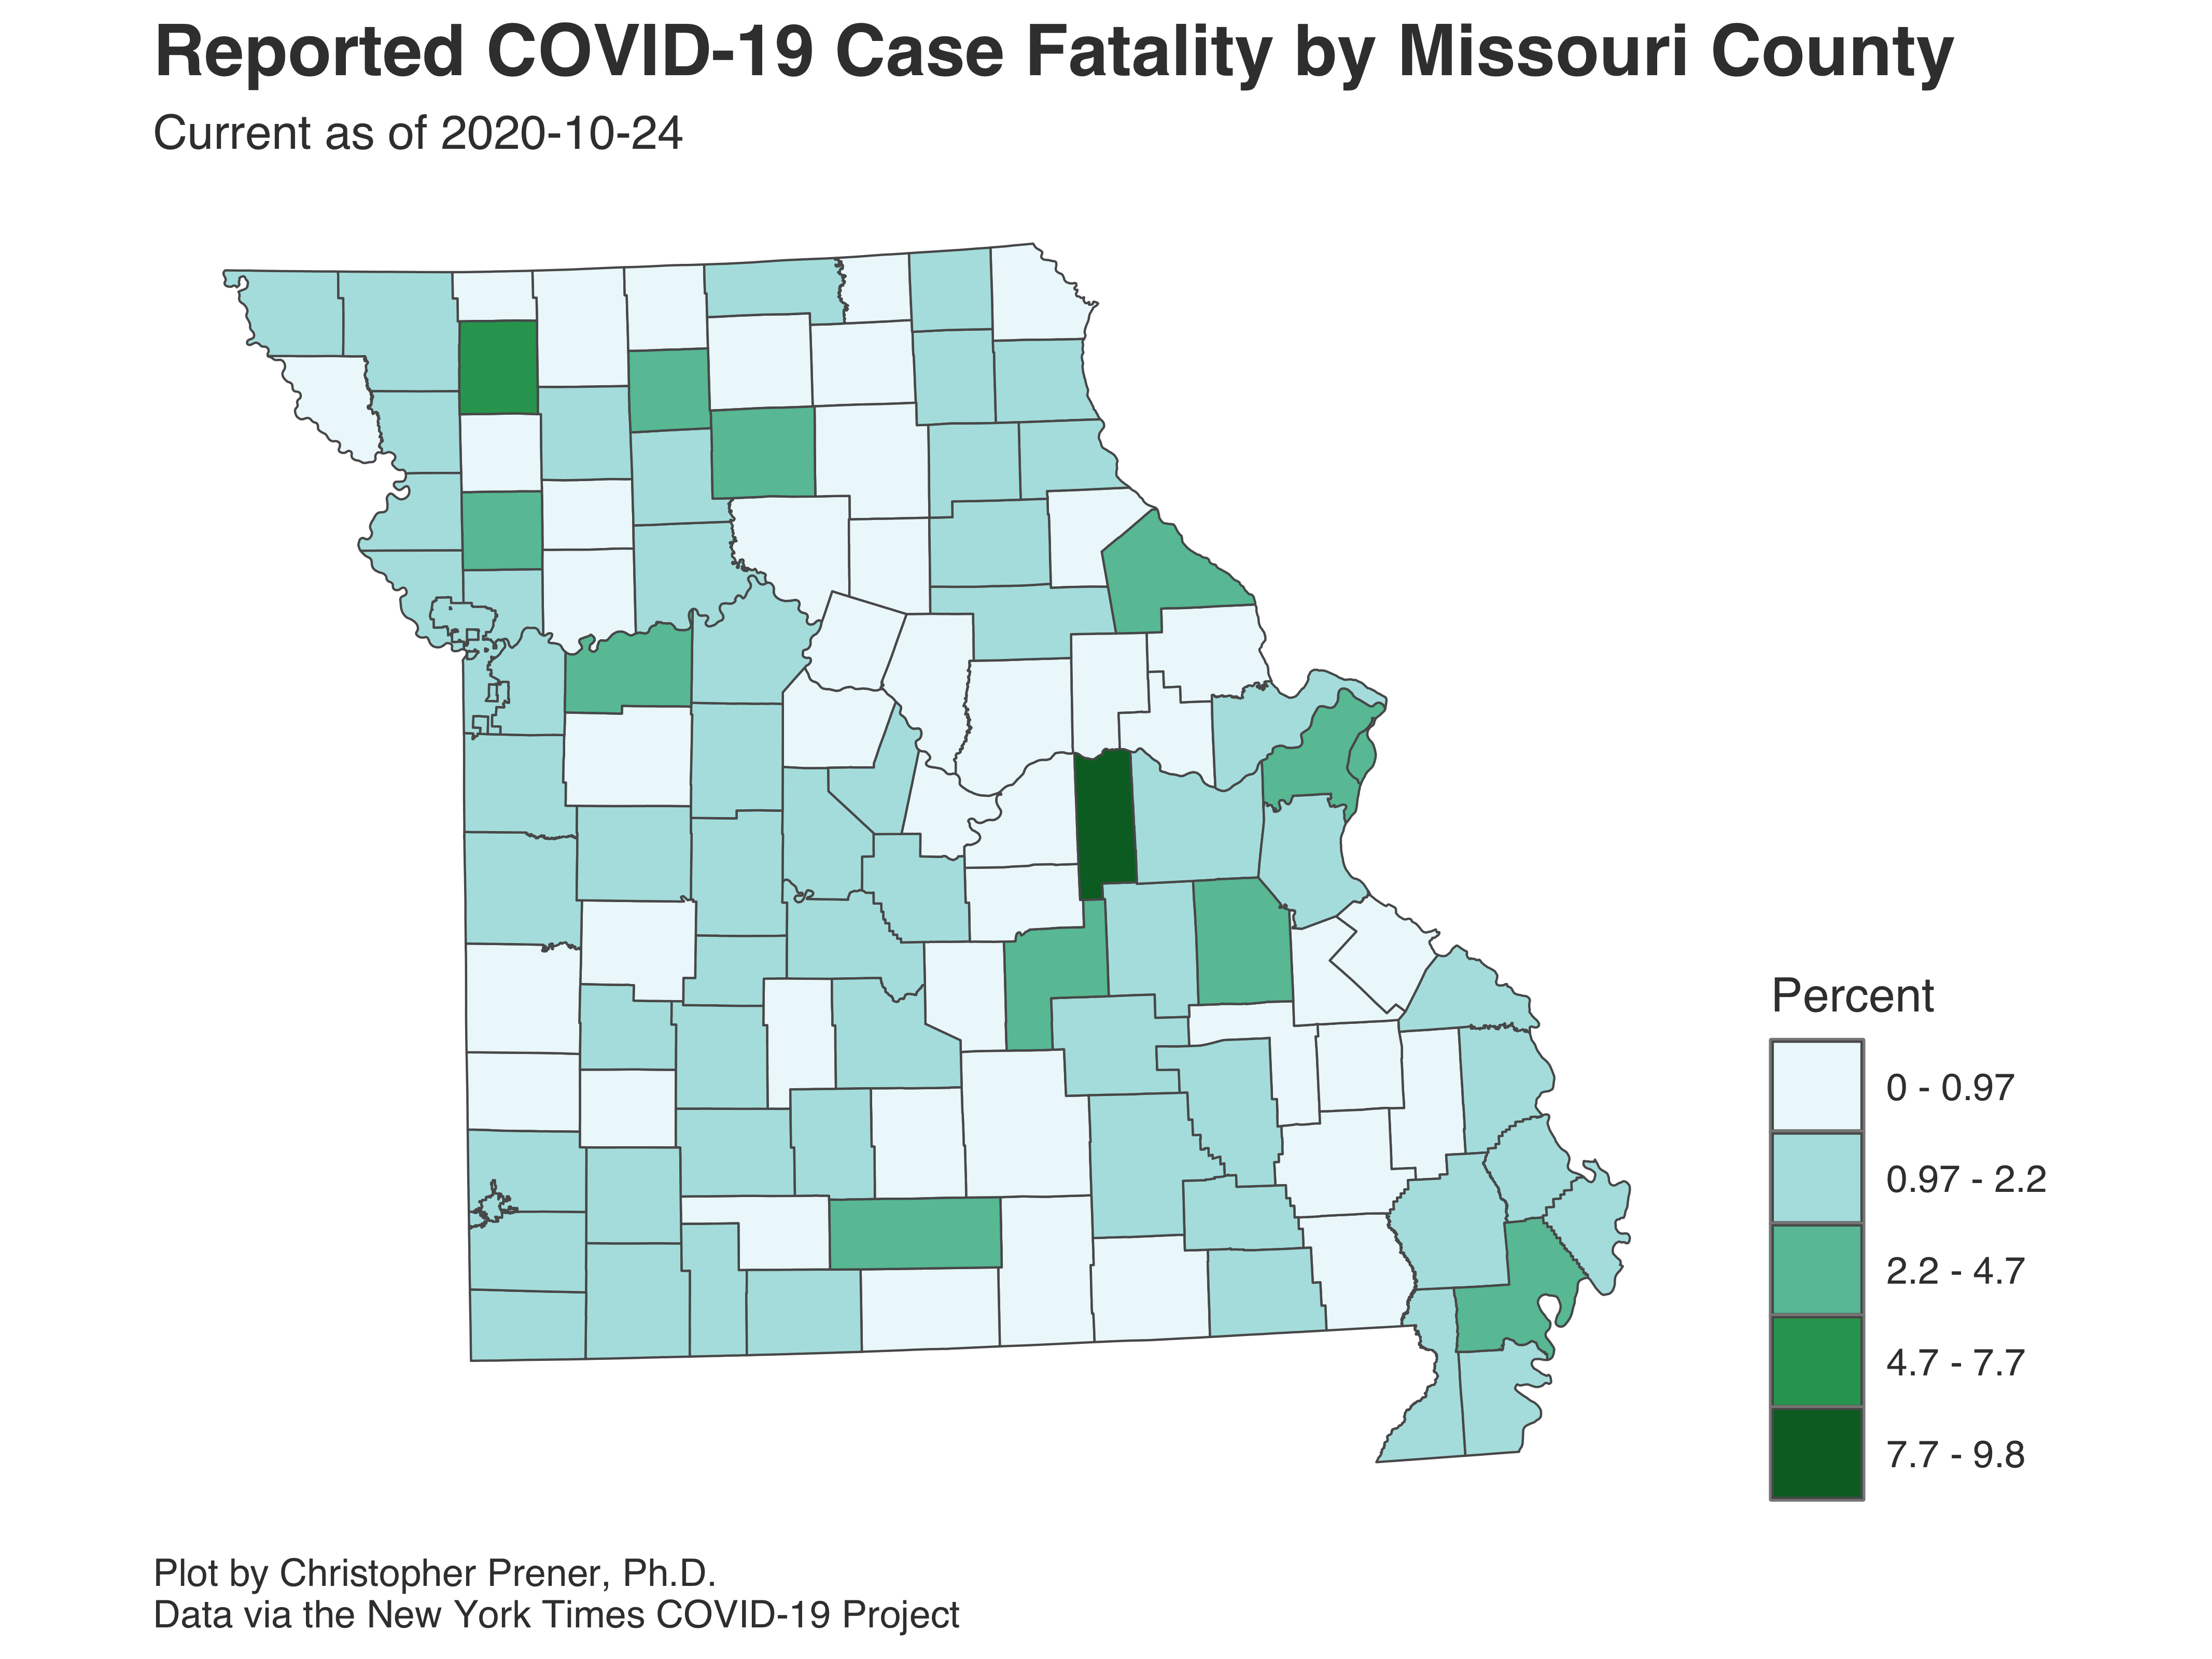 Reported COVID-19 Case Fatality by Missouri County
Current as of 2020-10-24
Percent
0 - 0.97
0.97 - 2.2
2.2 - 4.7
4.7 - 7.7
7.7 - 9.8
Plot by Christopher Prener, Ph.D.
Data via the New York Times COVID-19 Project